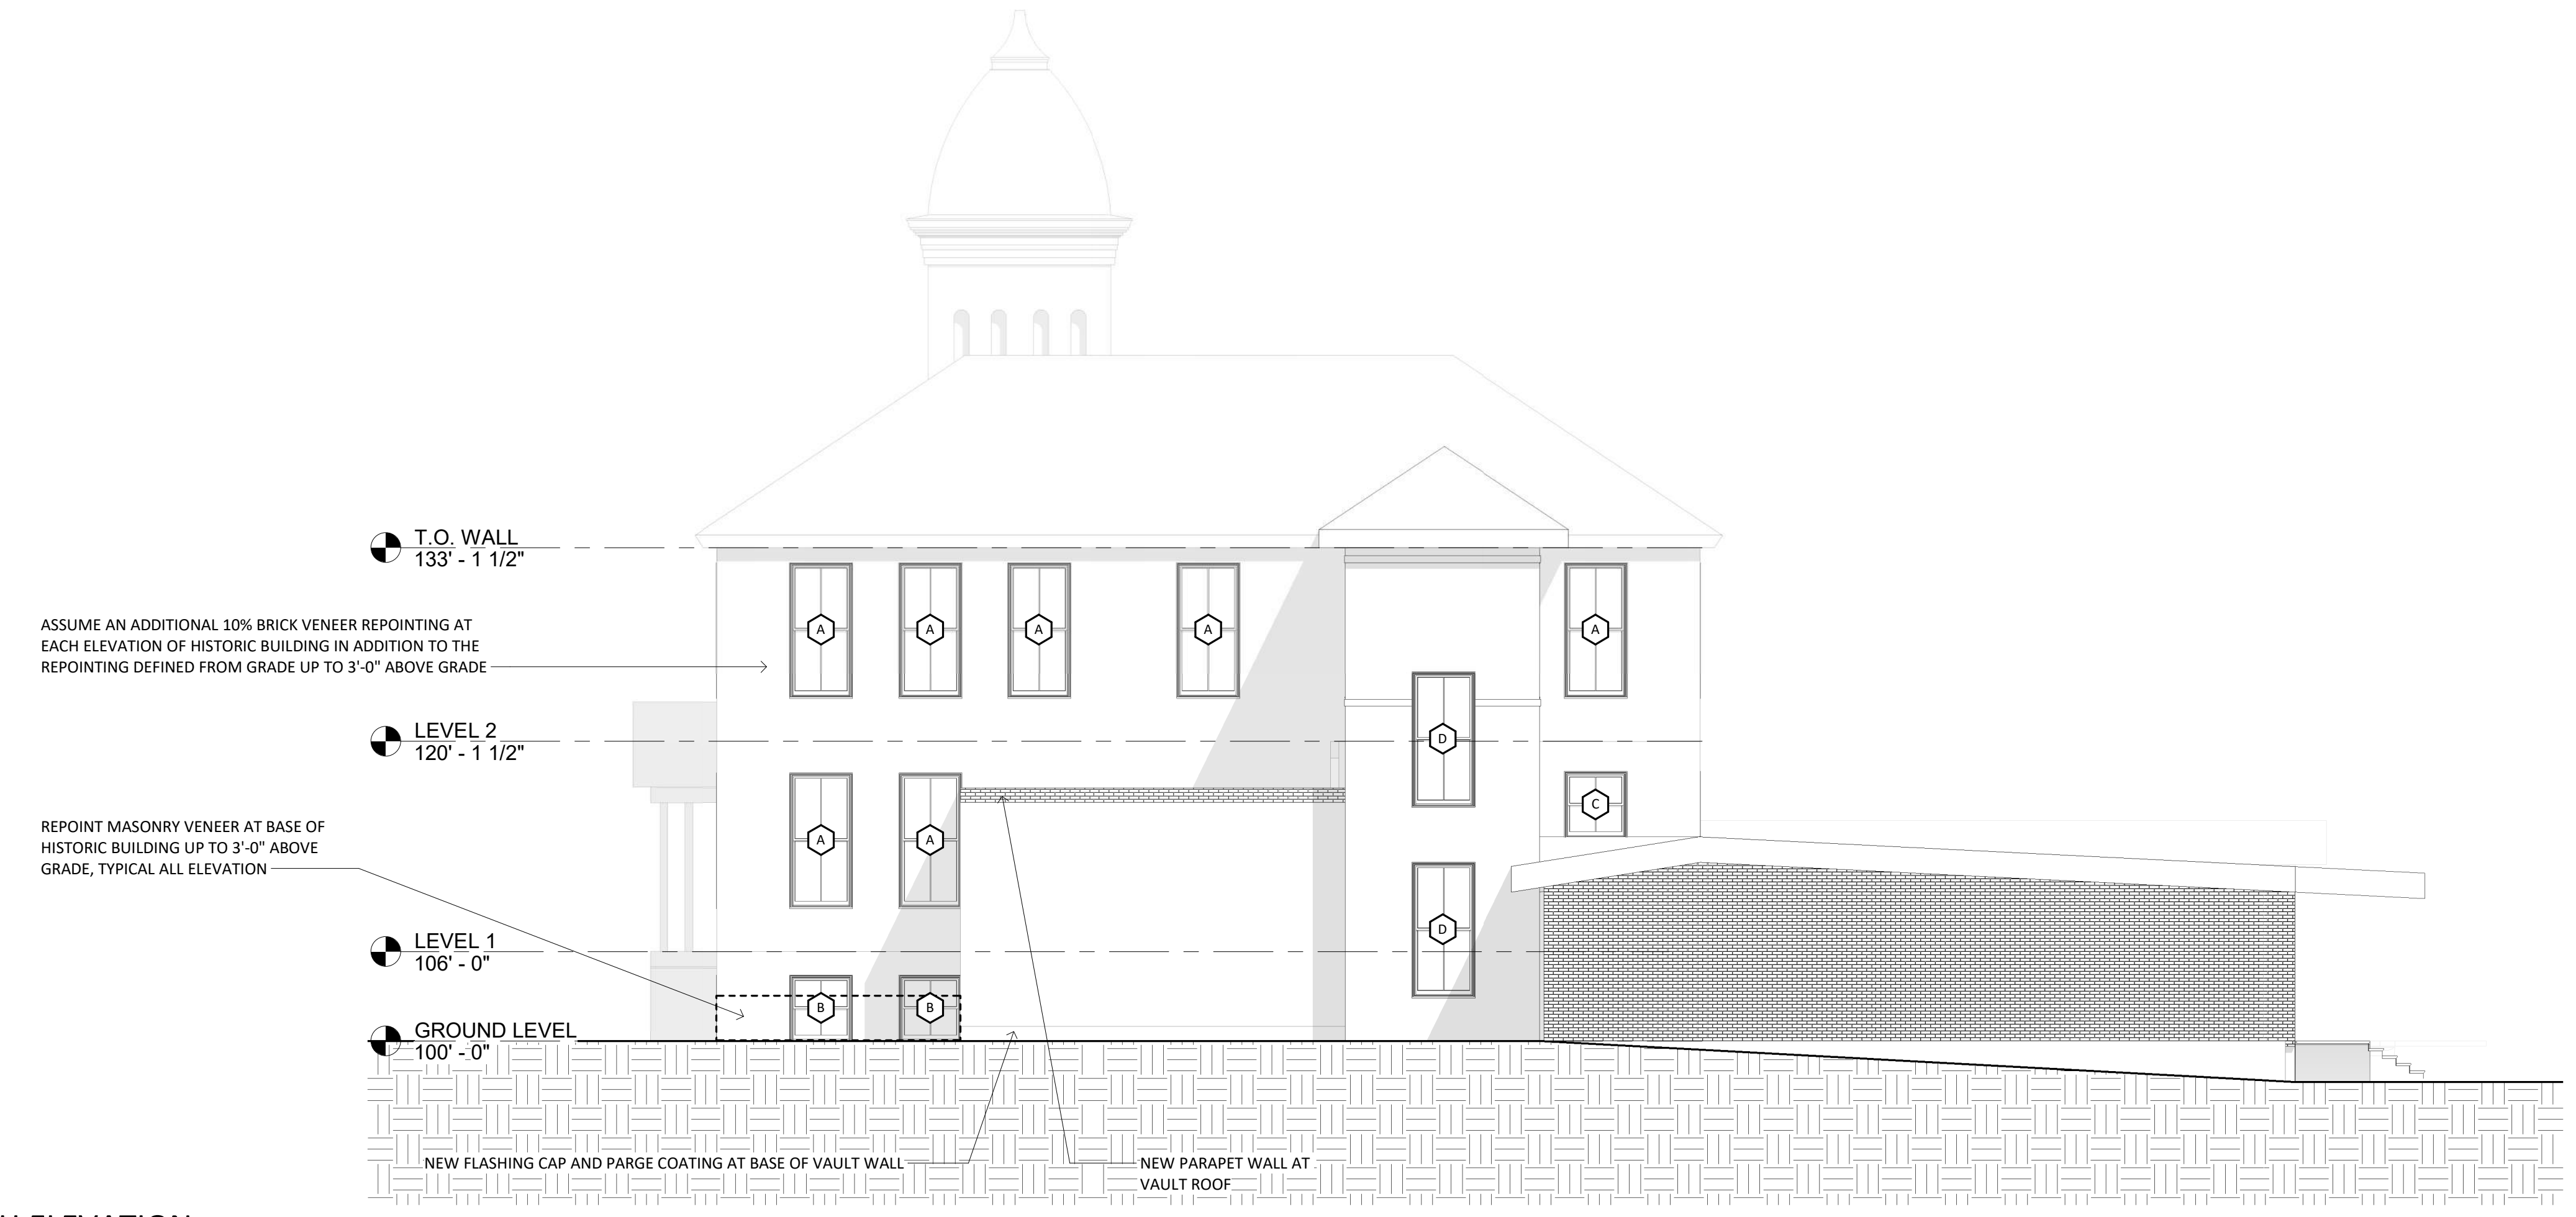 T.O. WALL
133' - 1 1/2"
A
A
A
A
A
ASSUME AN ADDITIONAL 10% BRICK VENEER REPOINTING AT
EACH ELEVATION OF HISTORIC BUILDING IN ADDITION TO THE
REPOINTING DEFINED FROM GRADE UP TO 3'-0" ABOVE GRADE
LEVEL 2
120' - 1 1/2"
D
C
A
A
REPOINT MASONRY VENEER AT BASE OF
HISTORIC BUILDING UP TO 3'-0" ABOVE
GRADE, TYPICAL ALL ELEVATION
D
LEVEL 1
106' - 0"
B
B
GROUND LEVEL
100' - 0"
NEW FLASHING CAP AND PARGE COATING AT BASE OF VAULT WALL
NEW PARAPET WALL AT
VAULT ROOF
ELEVATION